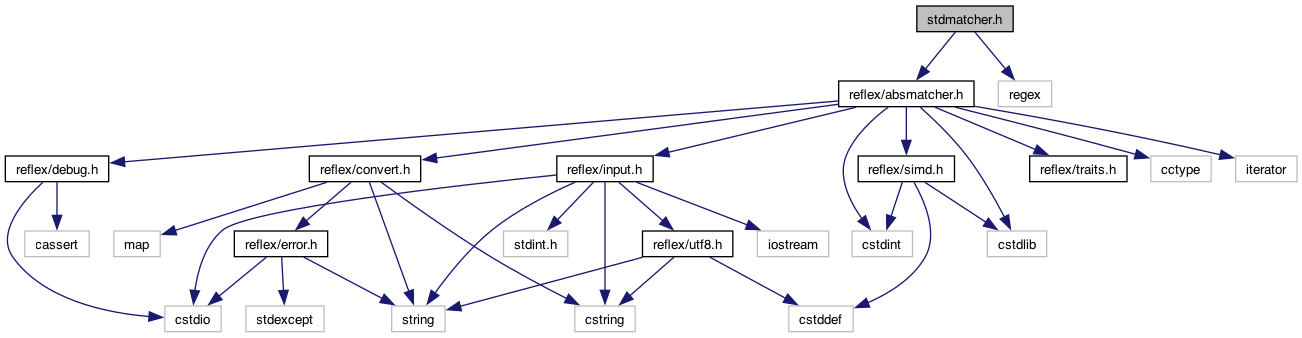 stdmatcher.h
reflex/absmatcher.h
regex
reflex/debug.h
reflex/convert.h
reflex/input.h
reflex/simd.h
reflex/traits.h
cctype
iterator
cassert
map
reflex/error.h
stdint.h
reflex/utf8.h
iostream
cstdint
cstdlib
cstdio
stdexcept
string
cstring
cstddef